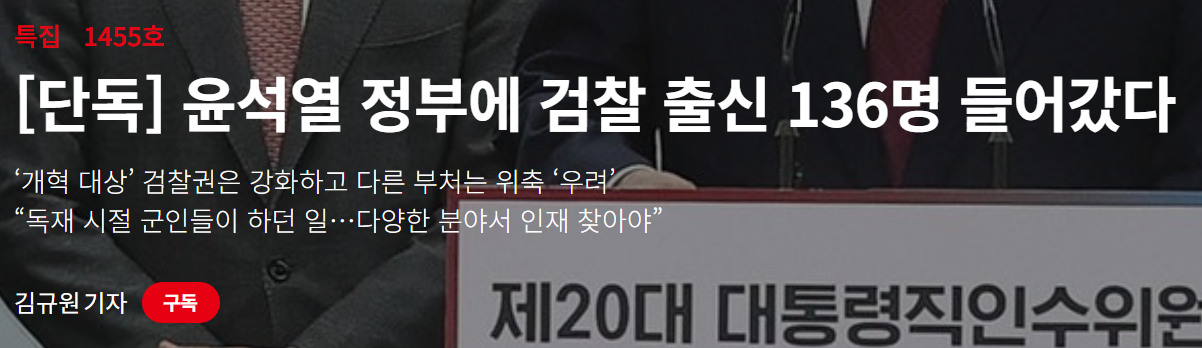 특집 1455호
[단독] 윤석열 정부에 검찰 출신 136명 들어갔다
‘개혁 대상’ 검찰권은 강화하고 다른 부처는 위축 ‘우려’
“독재 시절 군인들이 하던 일…다양한 분야서 인재 찾아야”
김규원 기자 구독
제20대 대통령직인수위원